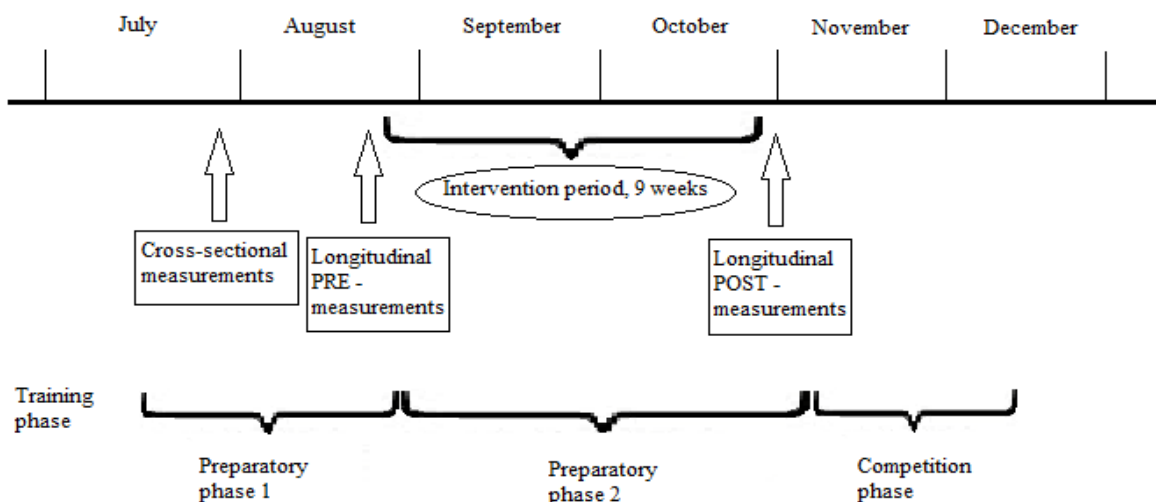 July August September October November December
Intervention period, 9 weeks
Cross-sectional
measurements
Longitudinal
PRE -
measurements
Longitudinal
POST -
measurements
Training
phase
Preparatory
phase 1
Preparatory
phase 2
Competition
phase